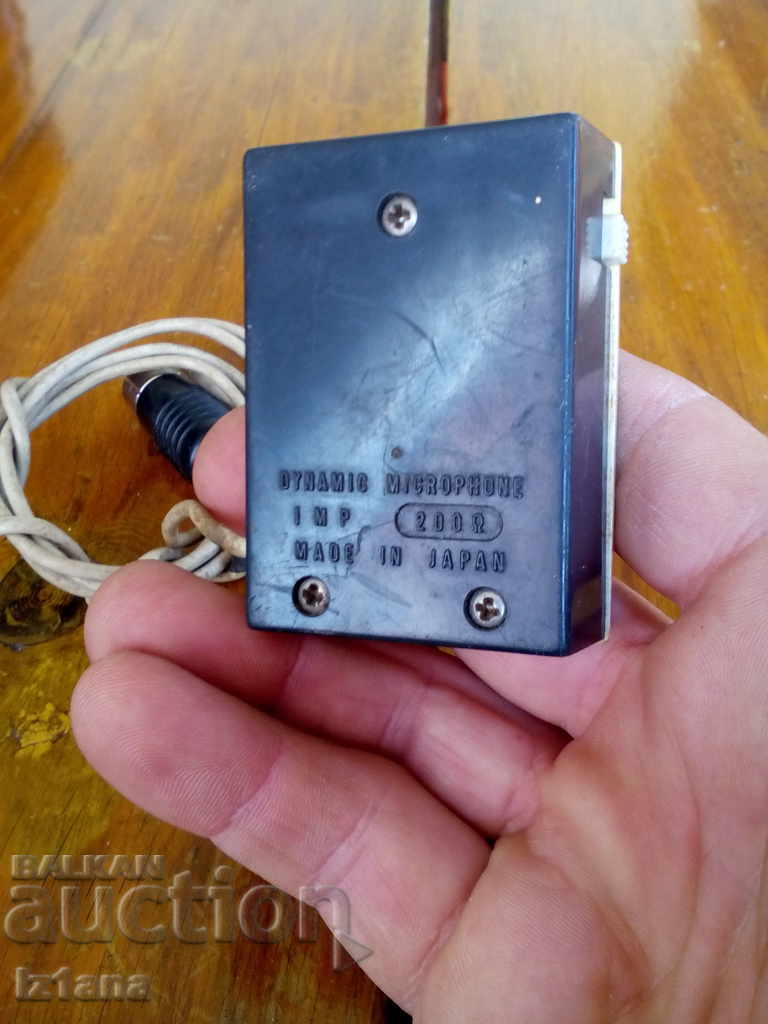 DYNAMIC MICROPHONE
IMP 200Ω
MADE IN JAPAN
BALKAN
auction
Iz1ana